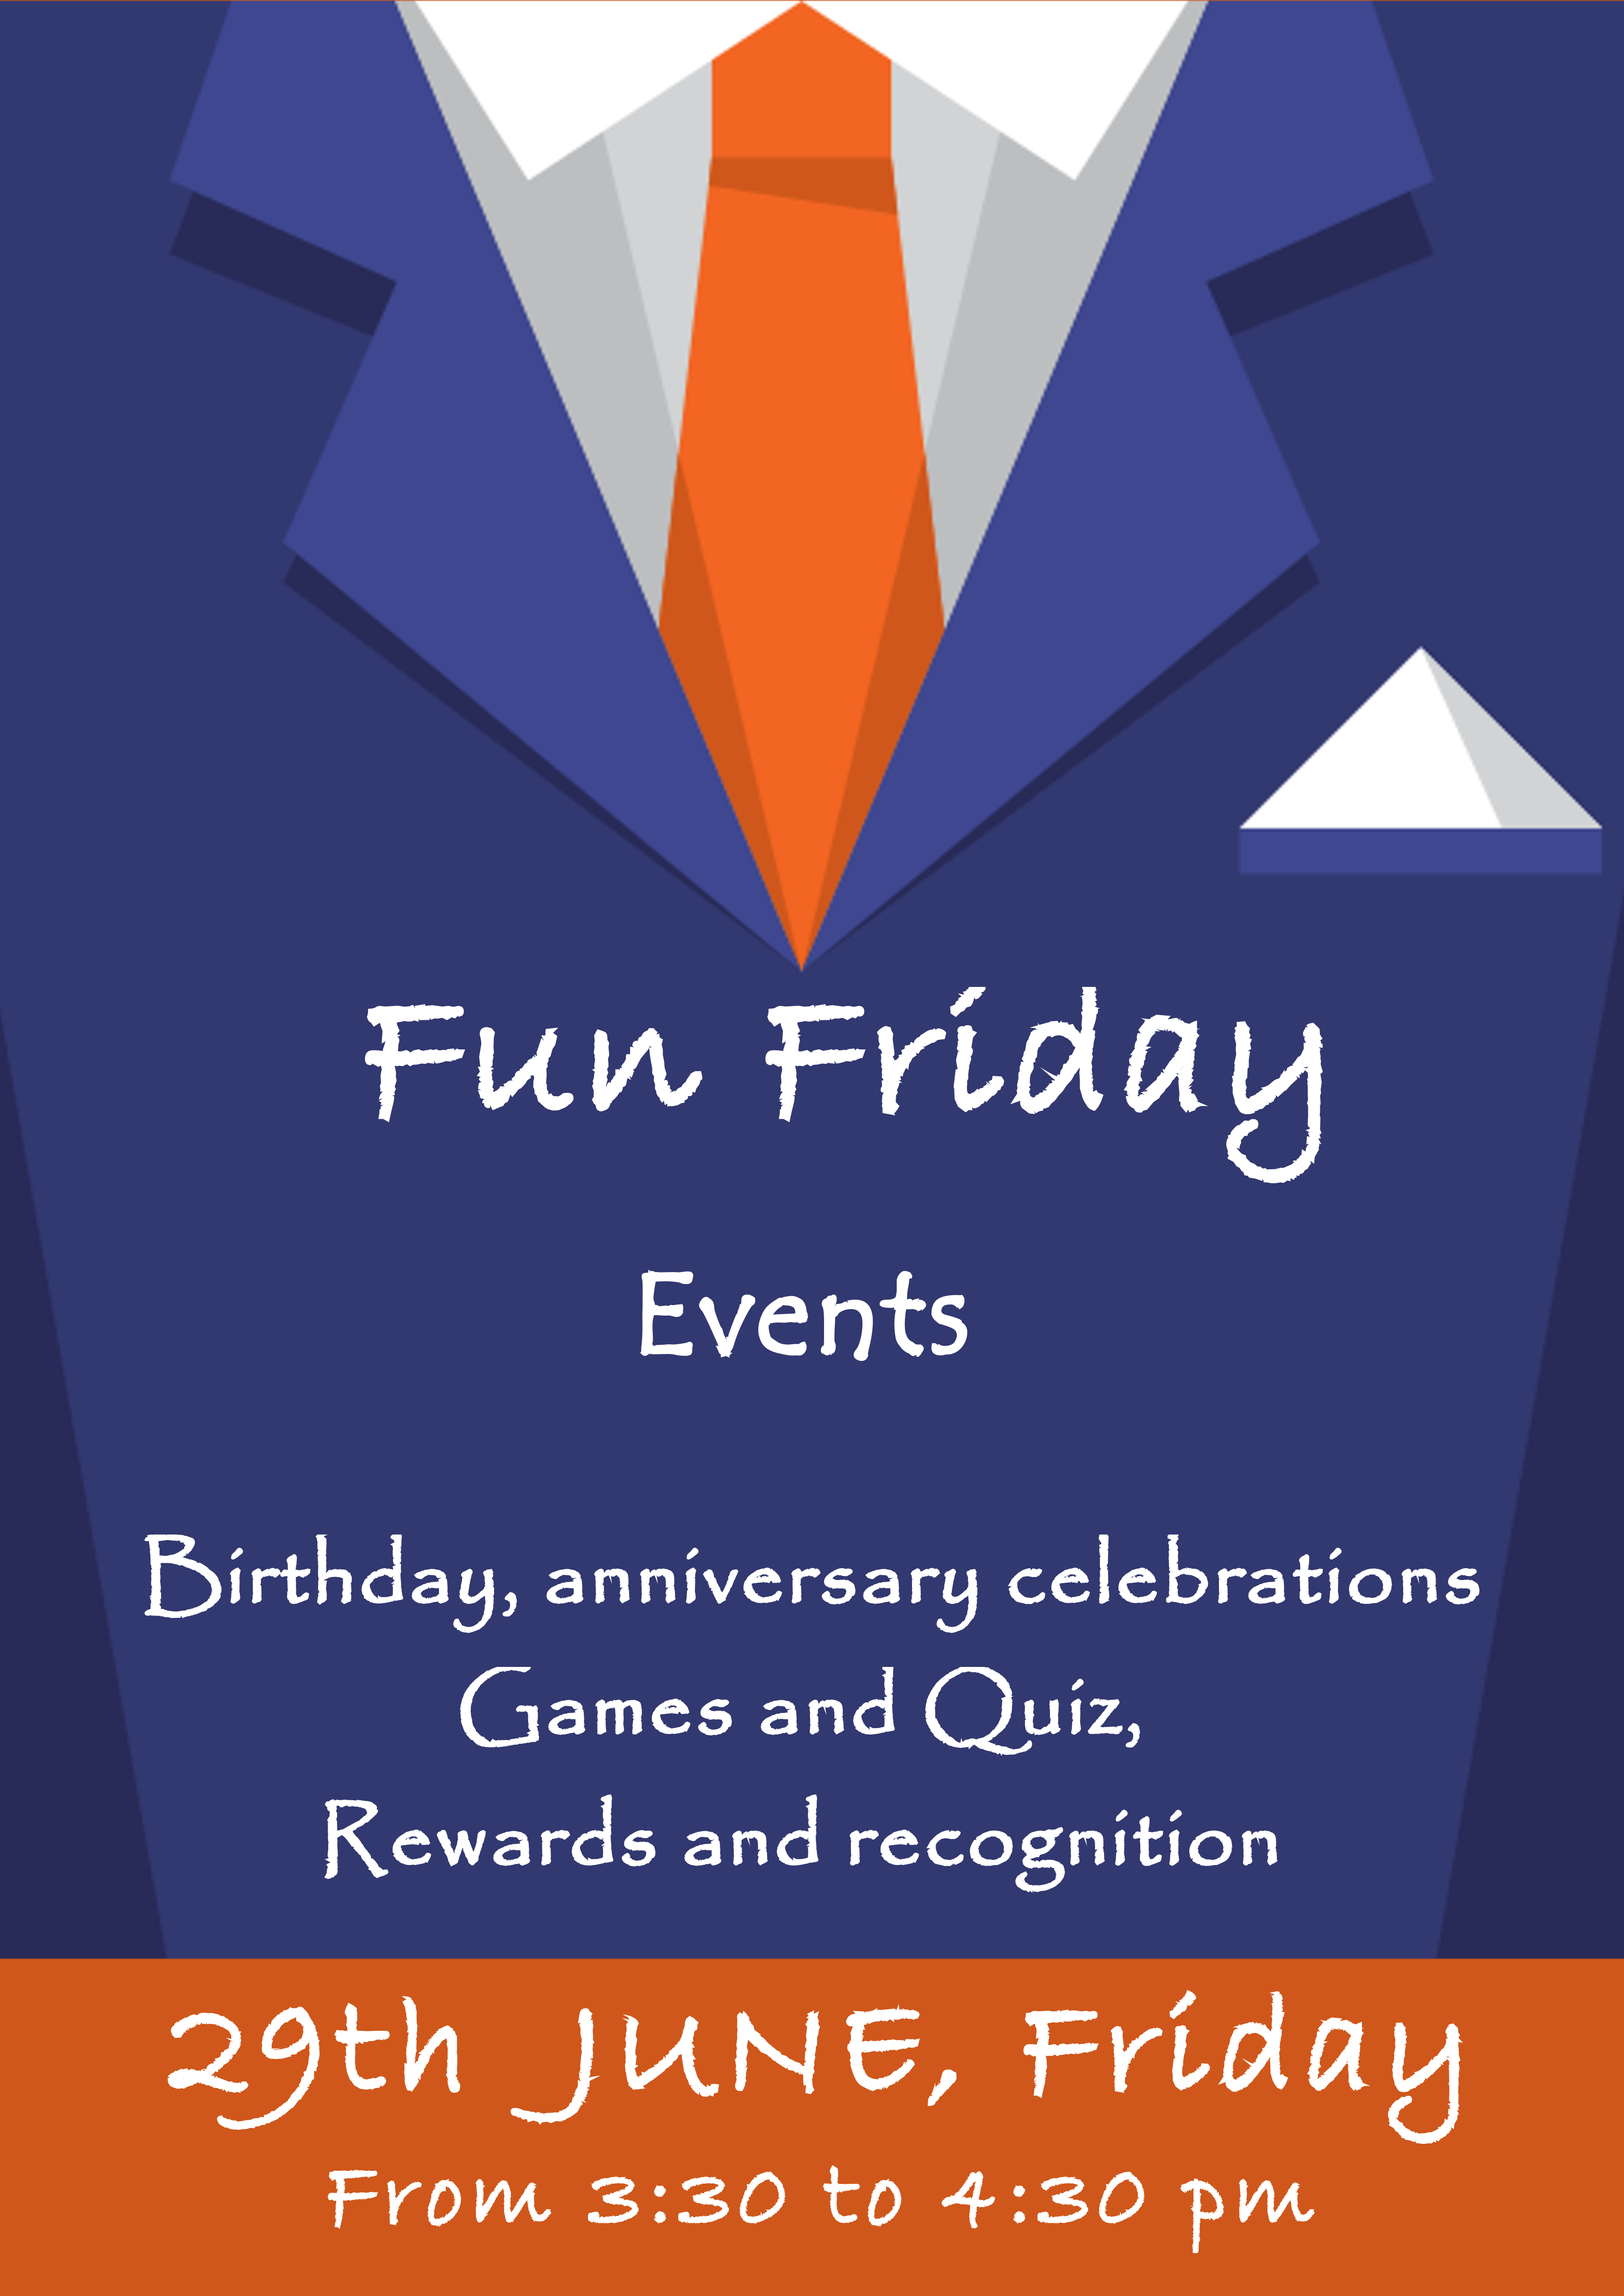 Fun Friday
Events
Birthday, anniversary celebrations
Games and Quiz,
Rewards and recognition
29th JUNE, Friday
From 3:30 to 4:30 pm